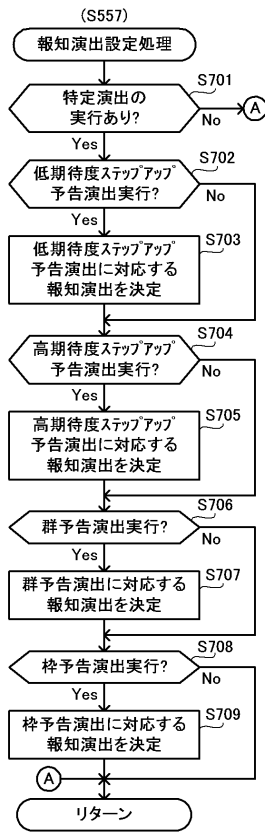 (S557)
報知演出設定処理
S701
特定演出の
実行あり?
No
A
Yes
S702
低期待度ステップアップ
予告演出実行?
No
Yes
S703
低期待度ステップアップ
予告演出に対応する
報知演出を決定
S704
高期待度ステップアップ
予告演出実行?
No
Yes
S705
高期待度ステップアップ
予告演出に対応する
報知演出を決定
S706
群予告演出実行?
No
Yes
S707
群予告演出に対応する
報知演出を決定
S708
枠予告演出実行?
No
Yes
S709
枠予告演出に対応する
報知演出を決定
A
リターン